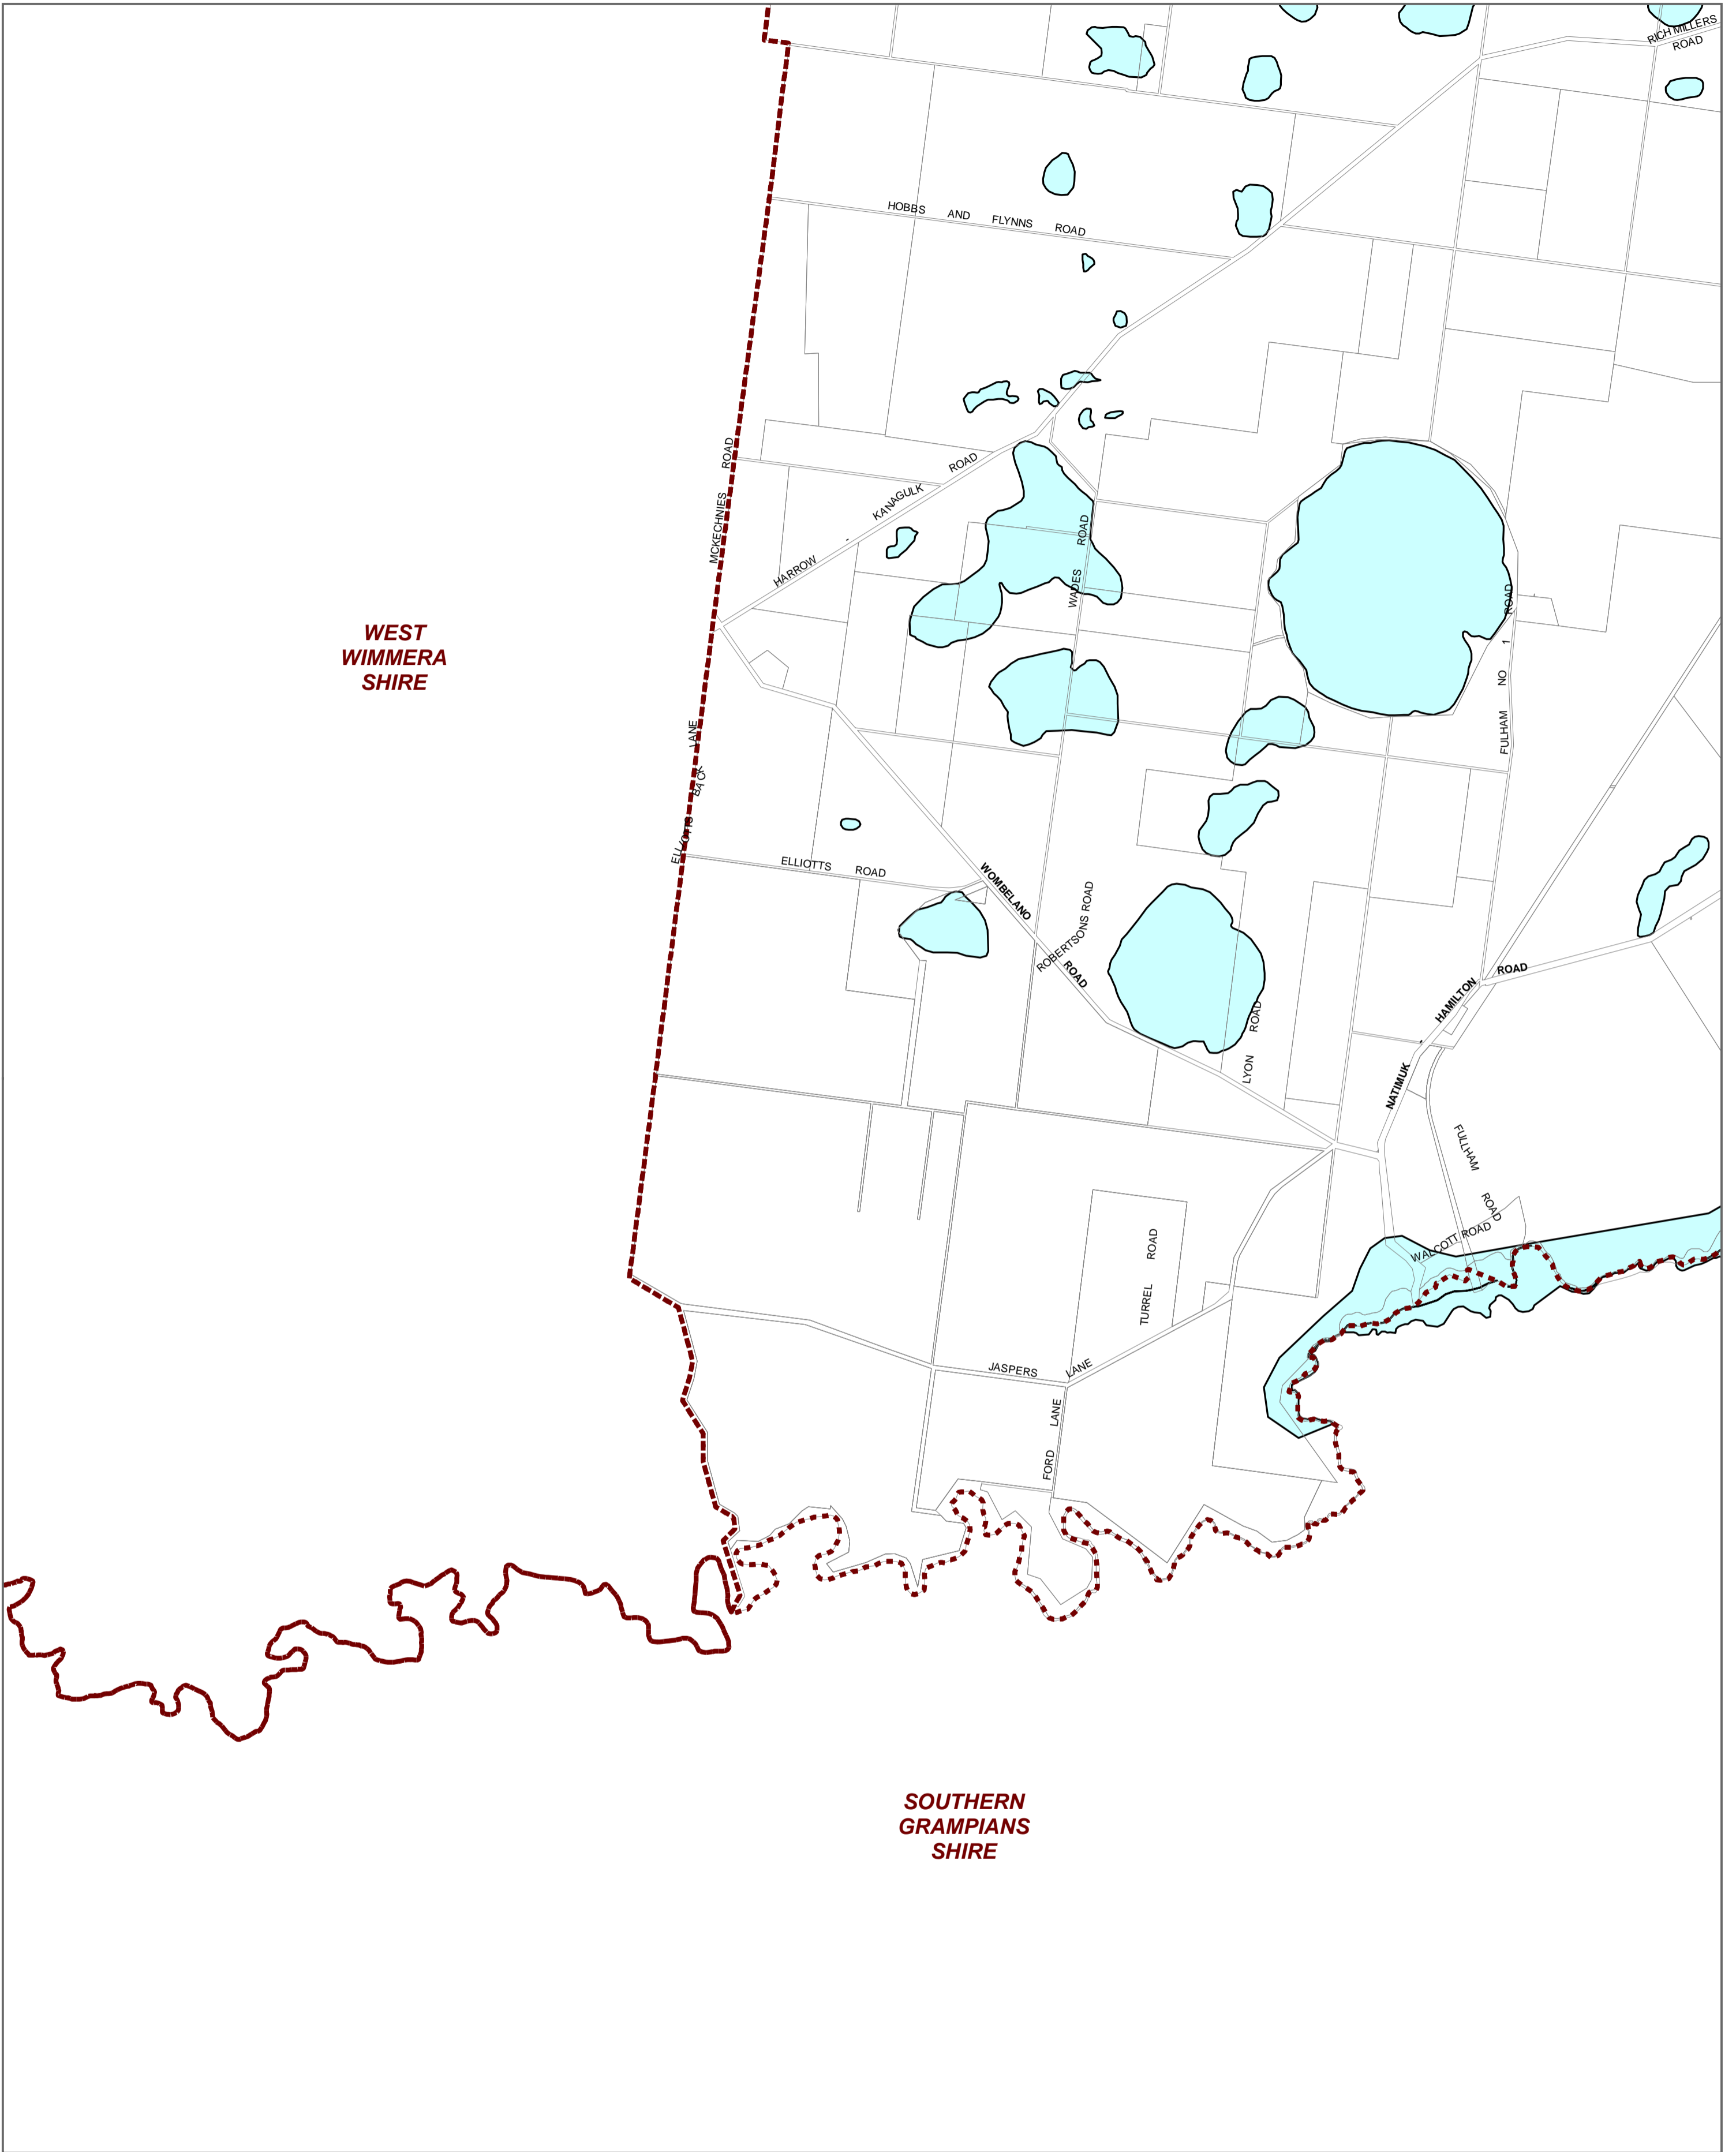 RICH MILLERS
ROAD
HOBBS AND FLYNNS ROAD
MCKECHNIES ROAD
HARROW - KANAGULK ROAD
WADES ROAD
FULHAM NO 1 ROAD
WEST
WIMMERA
SHIRE
ELLIOTTS BACK LANE
ELLIOTTS ROAD
WOMBELANO ROAD
ROBERTSONS ROAD
LYON ROAD
NATIMUK - HAMILTON ROAD
FULLHAM ROAD
WALCOTT ROAD
TURREL ROAD
JASPERS LANE
FORD LANE
SOUTHERN
GRAMPIANS
SHIRE